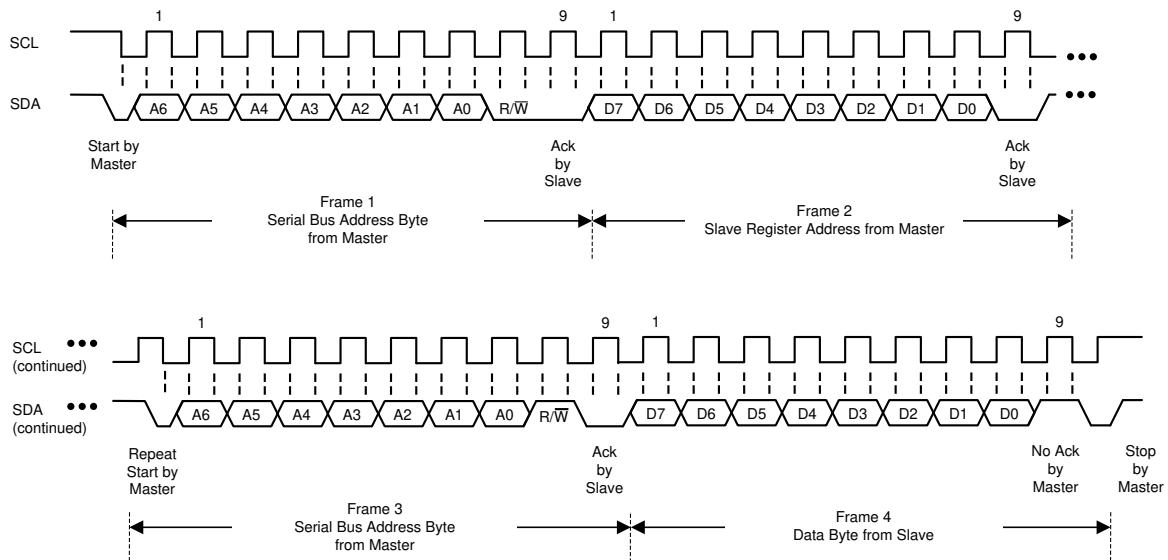 1 9 1 9
SCL
SDA
A6 A5 A4 A3 A2 A1 A0 R/W̅ D7 D6 D5 D4 D3 D2 D1 D0
Start by
Master
Ack
by
Slave
Ack
by
Slave
Frame 1
Serial Bus Address Byte
from Master
Frame 2
Slave Register Address from Master
1 9 1 9
SCL
(continued)
SDA
(continued)
A6 A5 A4 A3 A2 A1 A0 R/W̅ D7 D6 D5 D4 D3 D2 D1 D0
Repeat
Start by
Master
Ack
by
Slave
No Ack
by
Master
Stop
by
Master
Frame 3
Serial Bus Address Byte
from Master
Frame 4
Data Byte from Slave